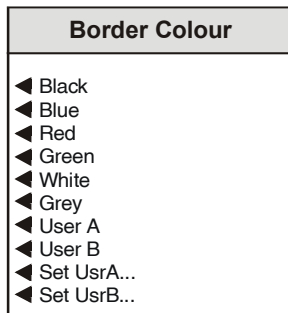 Border Colour
Black
Blue
Red
Green
White
Grey
User A
User B
Set UsrA...
Set UsrB...